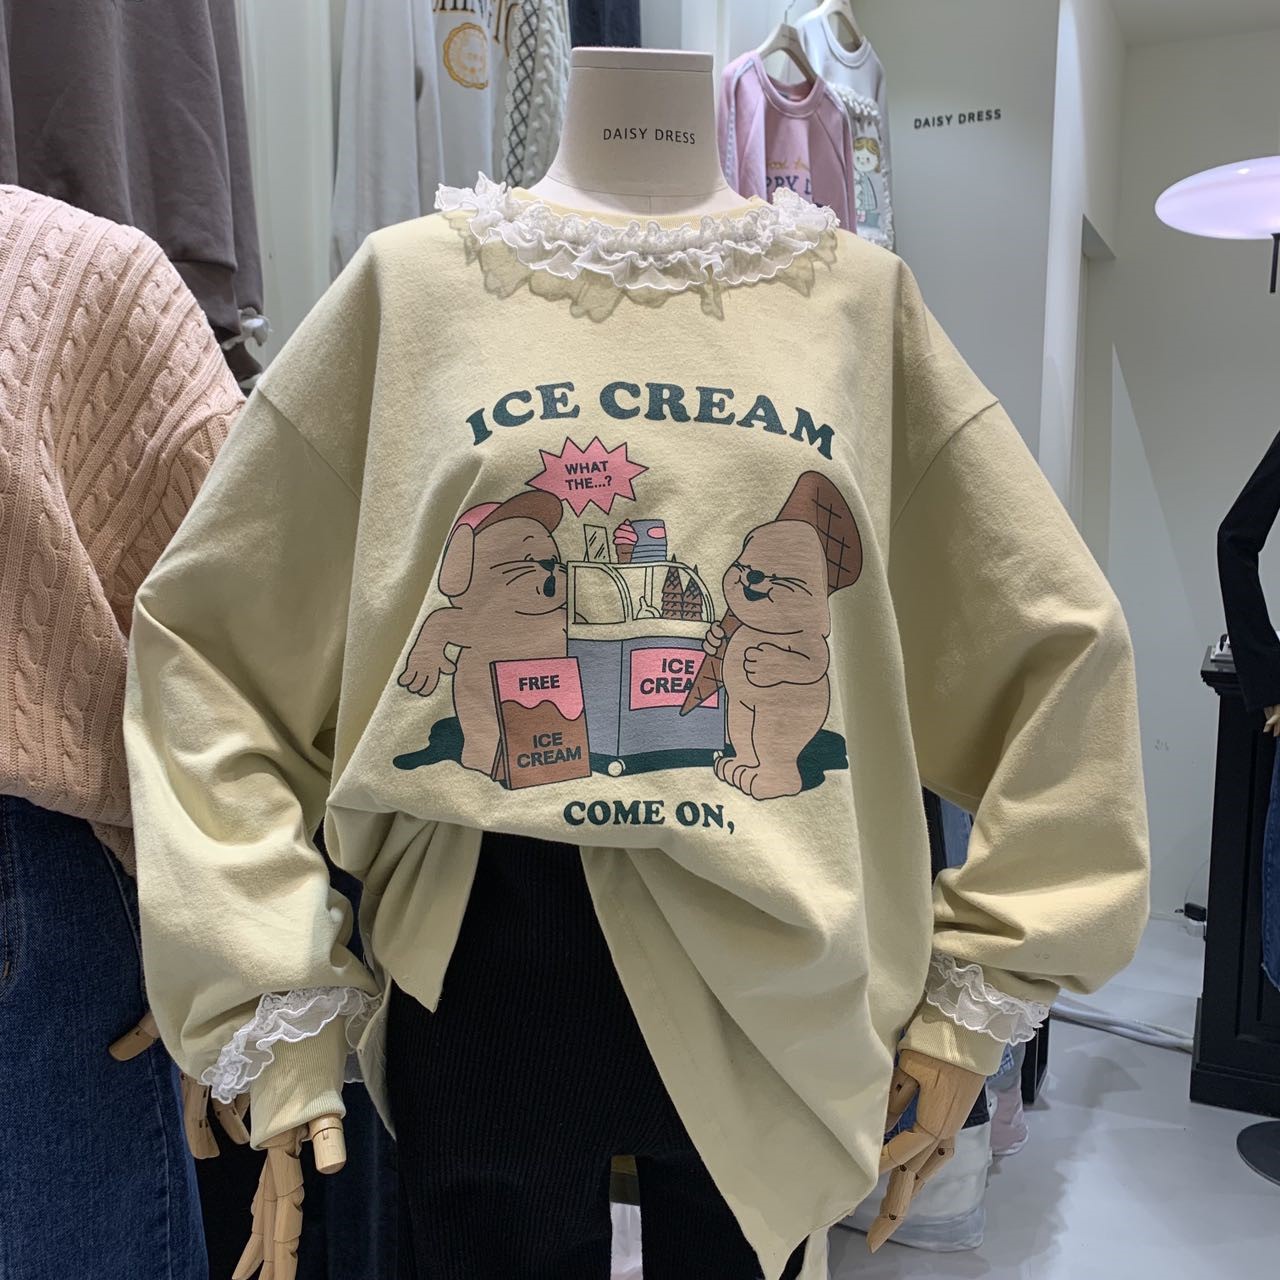 DAISY DRESS
DAISY DRESS
ICE CREAM
WHAT
THE...?
FREE
ICE
CREAM
ICE
CREA
COME ON,